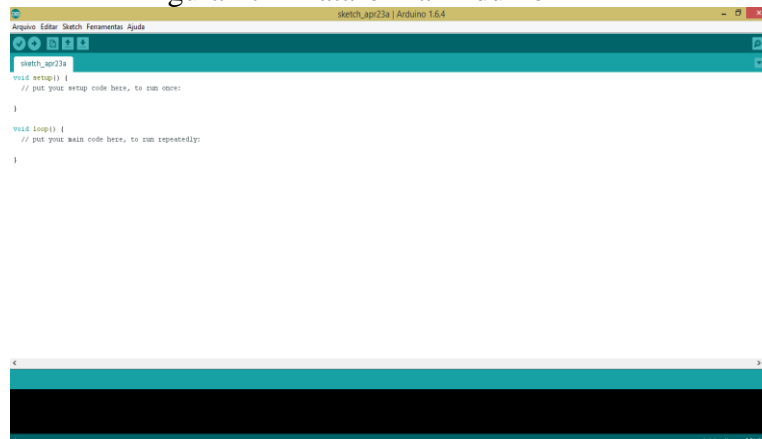 sketch_apr23a | Arduino 1.6.4
Arquivo Editar Sketch Ferramentas Ajuda
sketch_apr23a
void setup() {
// put your setup code here, to run once:
}
void loop() {
// put your main code here, to run repeatedly:
}